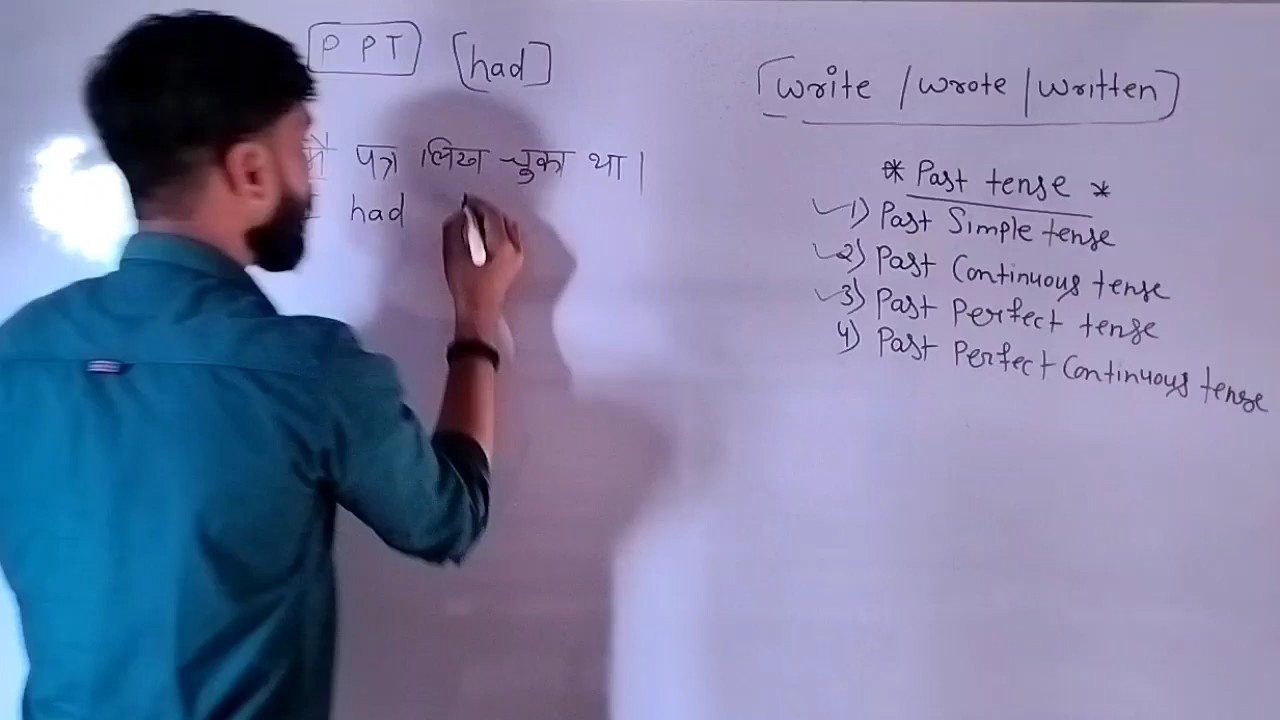 PPT [had]
मैं पत्र लिख चुका था।
I had
[write / wrote / written]
* Past tense *
1) Past Simple tense
2) Past Continuous tense
3) Past Perfect tense
4) Past Perfect Continuous tense